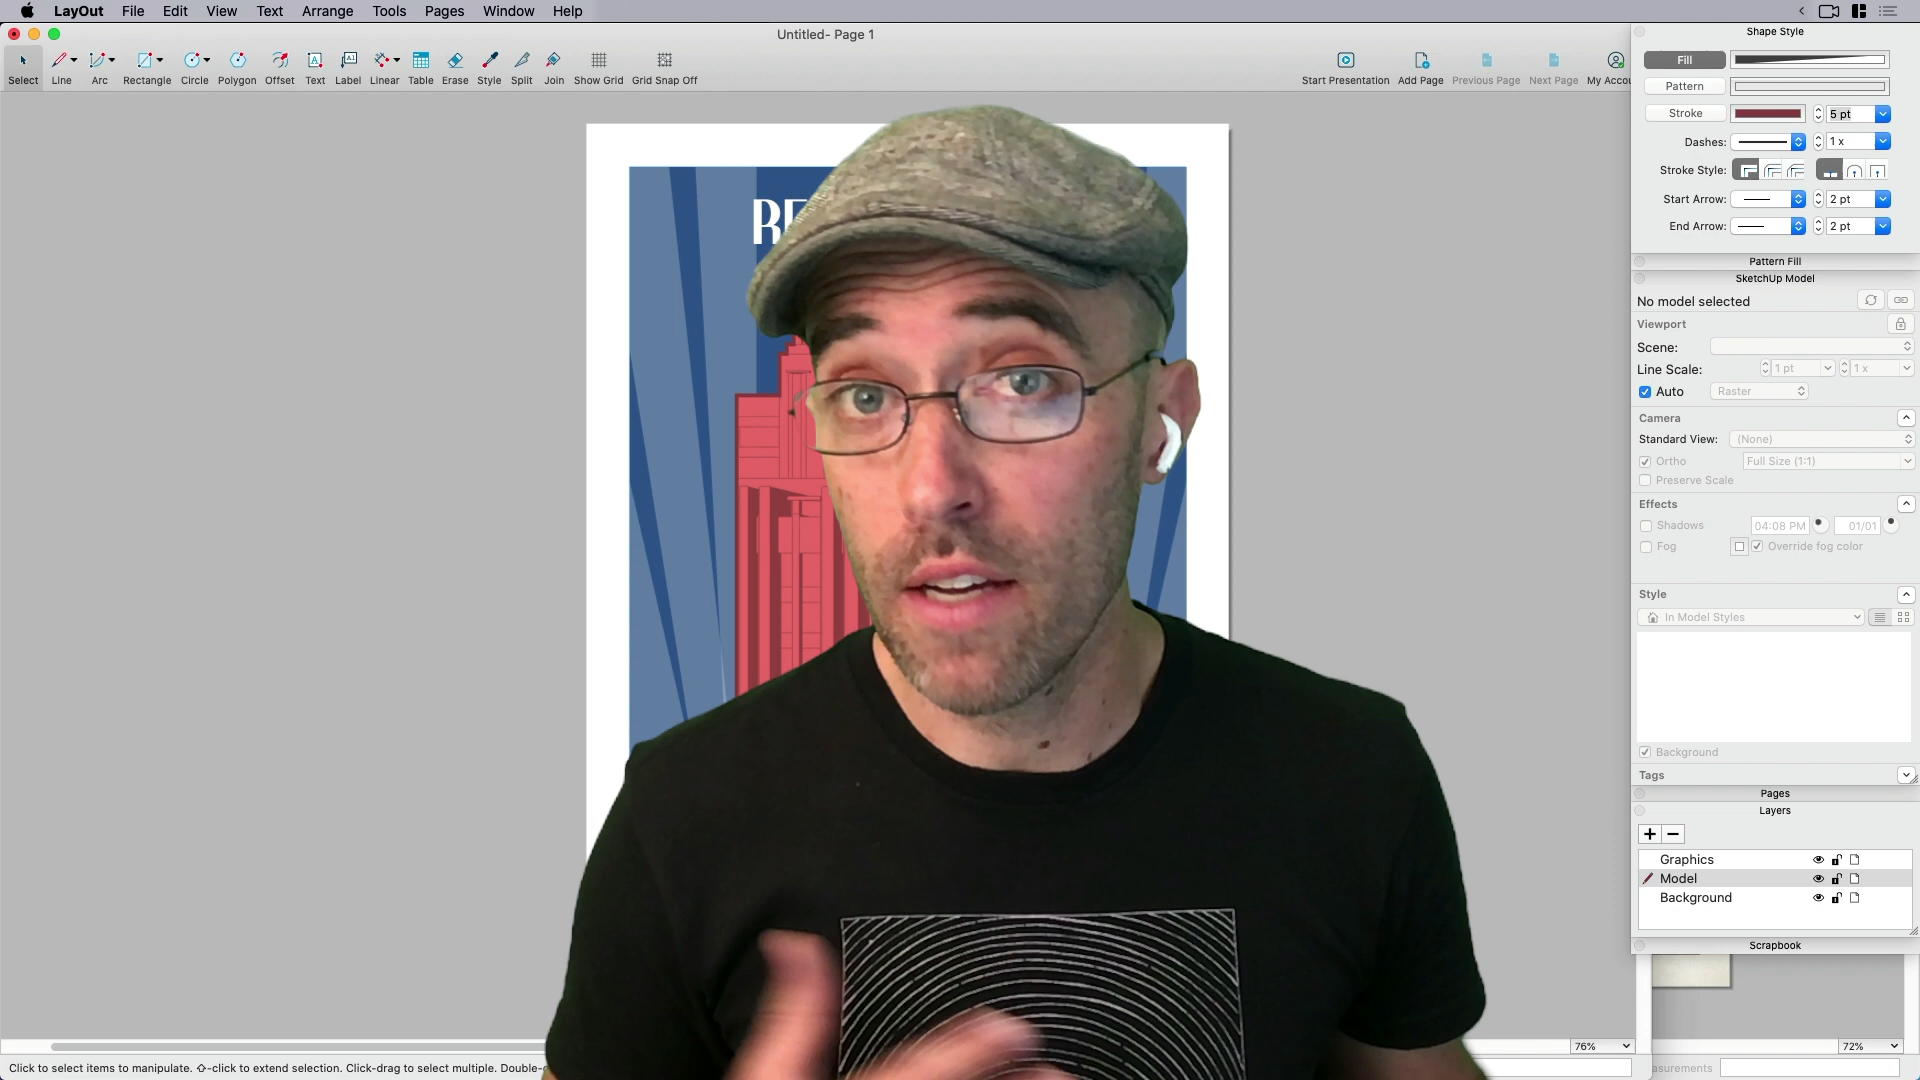 LayOut File Edit View Text Arrange Tools Pages Window Help
Untitled- Page 1
Select Line Arc Rectangle Circle Polygon Offset Text Label Linear Table Erase Style Split Join Show Grid Grid Snap Off Start Presentation Add Page Previous Page Next Page
Shape Style
Fill
Pattern
Stroke 5 pt
Dashes: 1 x
Stroke Style:
Start Arrow: 2 pt
End Arrow: 2 pt
Pattern Fill
SketchUp Model
No model selected
Viewport
Scene:
Line Scale: 1 pt 1 x
Auto Raster
Camera
Standard View: (None)
Ortho Full Size (1:1)
Preserve Scale
Effects
Shadows 04:08 PM 01/01
Fog Override fog color
Style
In Model Styles
Background
Tags
Pages
Layers
Graphics
Model
Background
Scrapbook
76% 72%
Click to select items to manipulate. ⇧-click to extend selection. Click-drag to select multiple.